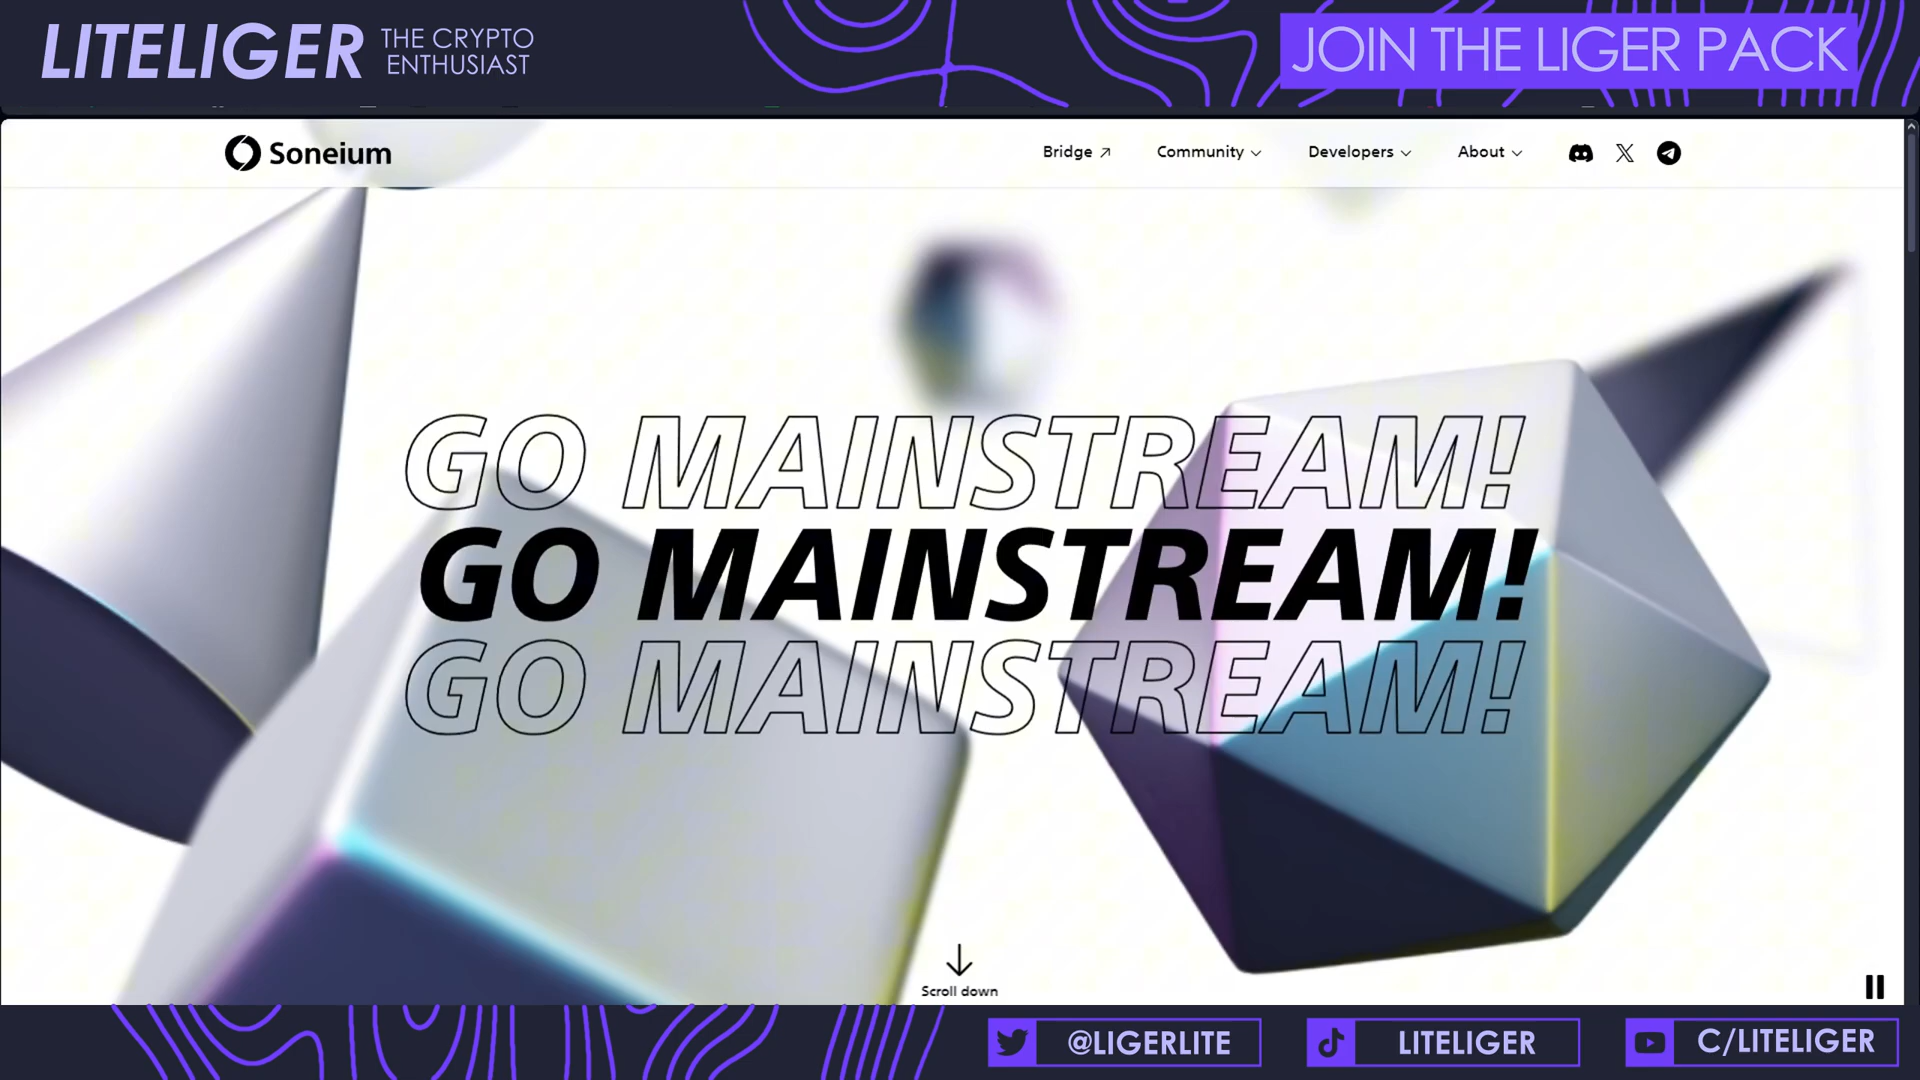 LITELIGER
THE CRYPTO
ENTHUSIAST
JOIN THE LIGER PACK
Soneium
Bridge
Community
Developers
About
GO MAINSTREAM!
GO MAINSTREAM!
GO MAINSTREAM!
Scroll down
@LIGERLITE
LITELIGER
C/LITELIGER